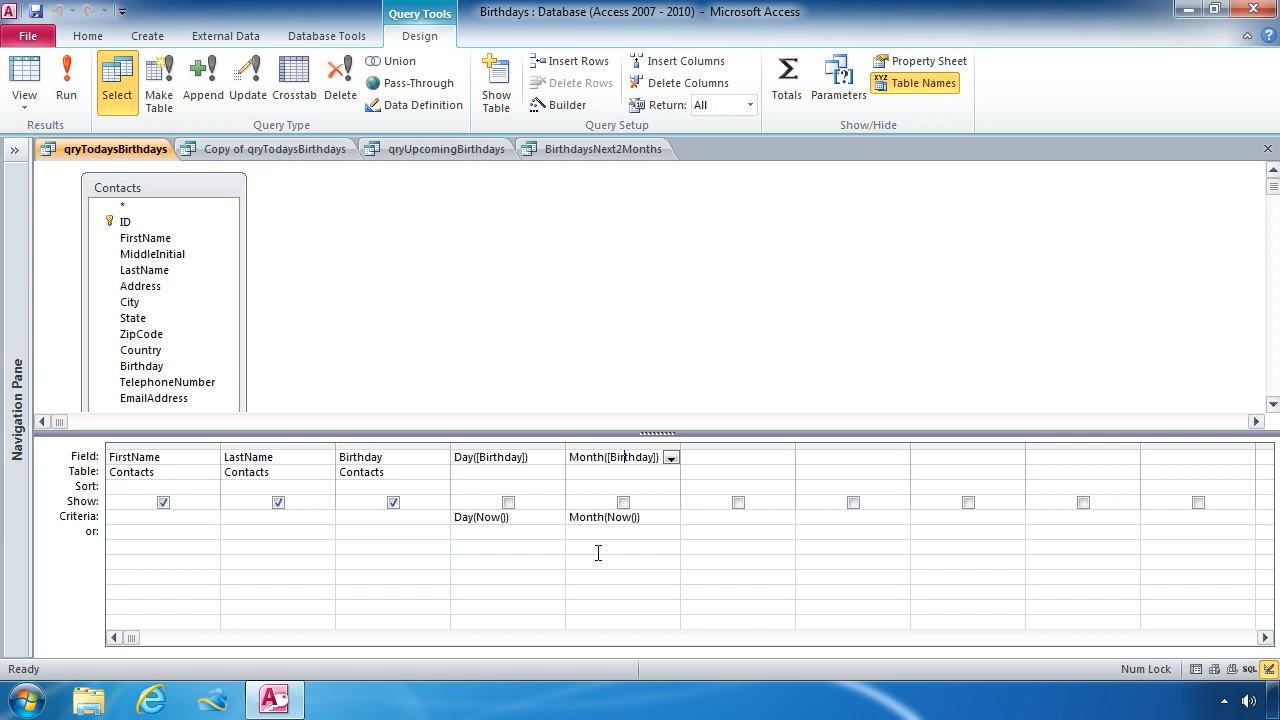 Query Tools
Birthdays : Database (Access 2007 - 2010) - Microsoft Access
File Home Create External Data Database Tools Design
View
Run
Select
Make Table
Append
Update
Crosstab
Delete
Union
Pass-Through
Data Definition
Show Table
Insert Rows
Delete Rows
Builder
Insert Columns
Delete Columns
Return: All
Totals
Parameters
Property Sheet
XYZ Table Names
Results Query Type Query Setup Show/Hide
qryTodaysBirthdays Copy of qryTodaysBirthdays qryUpcomingBirthdays BirthdaysNext2Months
Navigation Pane
Contacts
*
ID
FirstName
MiddleInitial
LastName
Address
City
State
ZipCode
Country
Birthday
TelephoneNumber
EmailAddress
Field: FirstName LastName Birthday Day([Birthday]) Month([Birthday])
Table: Contacts Contacts Contacts
Sort:
Show:
Criteria: Day(Now()) Month(Now())
or:
Ready Num Lock SQL